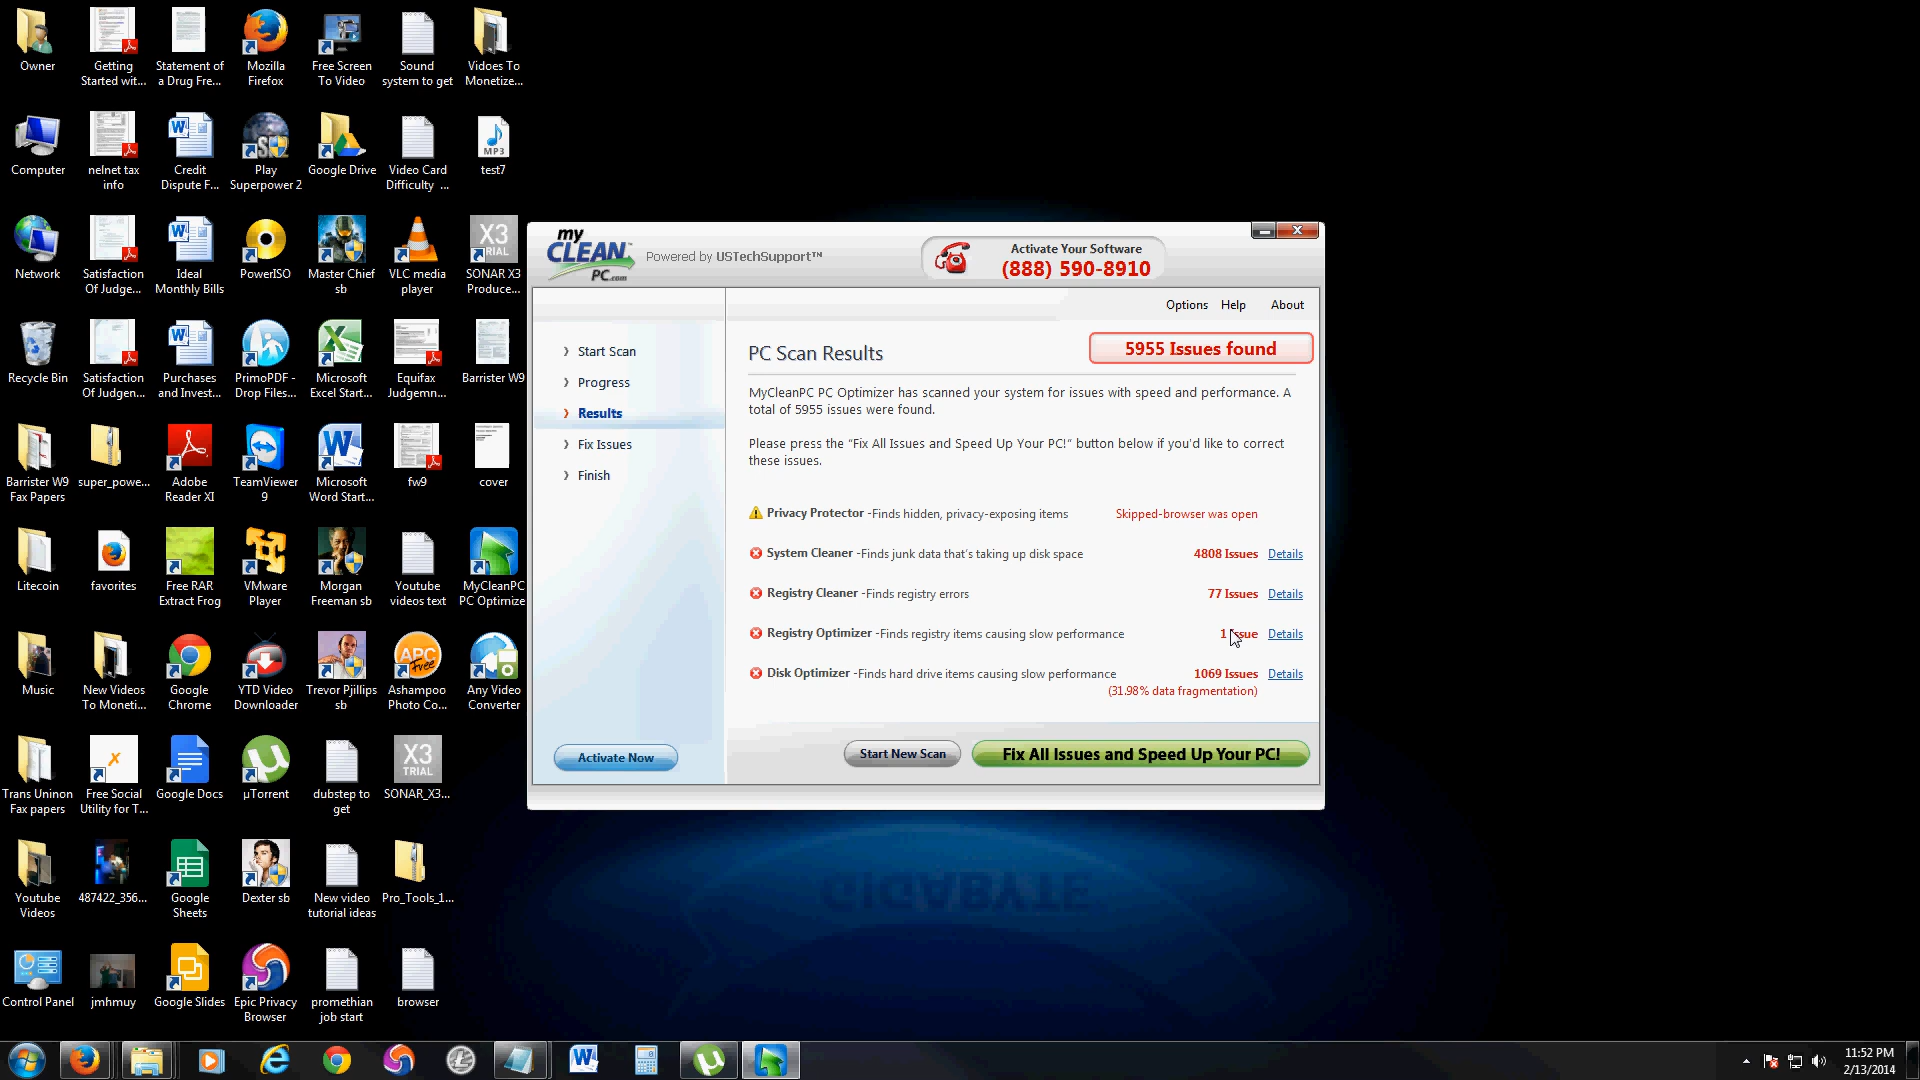 Owner
Getting
Started wit...
Statement of
a Drug Fre...
Mozilla
Firefox
Free Screen
To Video
Sound
system to get
Vidoes To
Monetize...
Computer
nelnet tax
info
Credit
Dispute F...
Play
Superpower 2
Google Drive
Video Card
Difficulty ...
MP3
test7
Network
Satisfaction
Of Judge...
Ideal
Monthly Bills
PowerISO
Master Chief
sb
VLC media
player
X3
RIAL
SONAR X3
Produce...
Recycle Bin
Satisfaction
Of Judgen...
Purchases
and Invest...
PrimoPDF -
Drop Files...
Microsoft
Excel Start...
Equifax
Judgemn...
Barrister W9
Barrister W9
Fax Papers
super_powe...
Adobe
Reader XI
TeamViewer
9
Microsoft
Word Start...
fw9
cover
Litecoin
favorites
Free RAR
Extract Frog
VMware
Player
Morgan
Freeman sb
Youtube
videos text
MyCleanPC
PC Optimize
Music
New Videos
To Moneti...
Google
Chrome
YTD Video
Downloader
Trevor Pjillips
sb
APC
Free
Ashampoo
Photo Co...
Any Video
Converter
Trans Uninon
Fax papers
Free Social
Utility for T...
Google Docs
µTorrent
dubstep to
get
X3
TRIAL
SONAR_X3...
Youtube
Videos
487422_356...
Google
Sheets
Dexter sb
New video
tutorial ideas
Pro_Tools_1...
Control Panel
jmhmuy
Google Slides
Epic Privacy
Browser
promethian
job start
browser
my
CLEAN™
PC.com
Powered by USTechSupport™
Activate Your Software
(888) 590-8910
Options Help About
Start Scan
Progress
Results
Fix Issues
Finish
Activate Now
PC Scan Results
5955 Issues found
MyCleanPC PC Optimizer has scanned your system for issues with speed and performance. A
total of 5955 issues were found.
Please press the “Fix All Issues and Speed Up Your PC!” button below if you'd like to correct
these issues.
Privacy Protector -Finds hidden, privacy-exposing items Skipped-browser was open
System Cleaner -Finds junk data that's taking up disk space 4808 Issues Details
Registry Cleaner -Finds registry errors 77 Issues Details
Registry Optimizer -Finds registry items causing slow performance 1 Issue Details
Disk Optimizer -Finds hard drive items causing slow performance 1069 Issues Details
(31.98% data fragmentation)
Start New Scan
Fix All Issues and Speed Up Your PC!
GIGABYTE
11:52 PM
2/13/2014